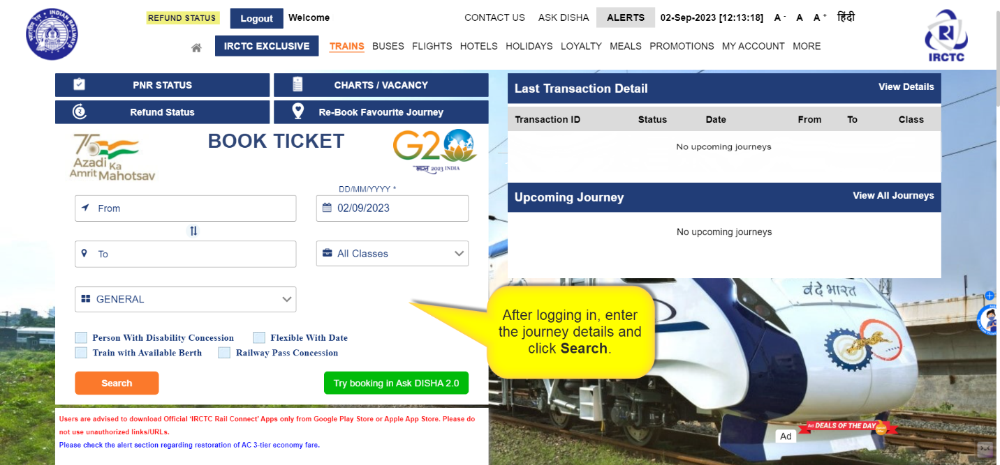 REFUND STATUS
Logout
Welcome
CONTACT US
ASK DISHA
ALERTS
02-Sep-2023 [12:13:18]
A -
A
A +
हिंदी
IRCTC EXCLUSIVE
TRAINS
BUSES
FLIGHTS
HOTELS
HOLIDAYS
LOYALTY
MEALS
PROMOTIONS
MY ACCOUNT
MORE
INDIAN RAILWAYS
भारतीय रेल
IRCTC
PNR STATUS
CHARTS / VACANCY
Refund Status
Re-Book Favourite Journey
75
Azadi Ka
Amrit Mahotsav
BOOK TICKET
G20
भारत 2023 INDIA
DD/MM/YYYY *
From
02/09/2023
To
All Classes
GENERAL
Person With Disability Concession
Flexible With Date
Train with Available Berth
Railway Pass Concession
Search
Try booking in Ask DISHA 2.0
Users are advised to download Official ‘IRCTC Rail Connect’ Apps only from Google Play Store or Apple App Store. Please do
not use unauthorized links/URLs.
Please check the alert section regarding restoration of AC 3-tier economy fare.
Last Transaction Detail
View Details
Transaction ID
Status
Date
From
To
Class
No upcoming journeys
Upcoming Journey
View All Journeys
No upcoming journeys
After logging in, enter
the journey details and
click Search.
वंदे भारत
Ad DEALS OF THE DAY
Ad